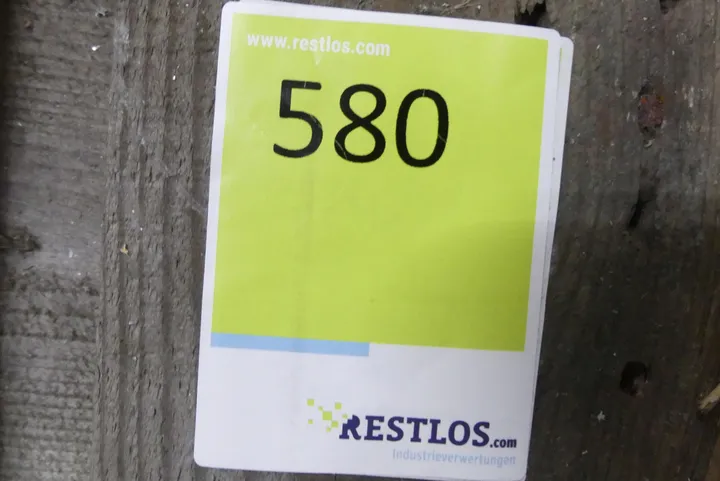 www.restlos.com
580
RESTLOS.com
Industrieverwertungen